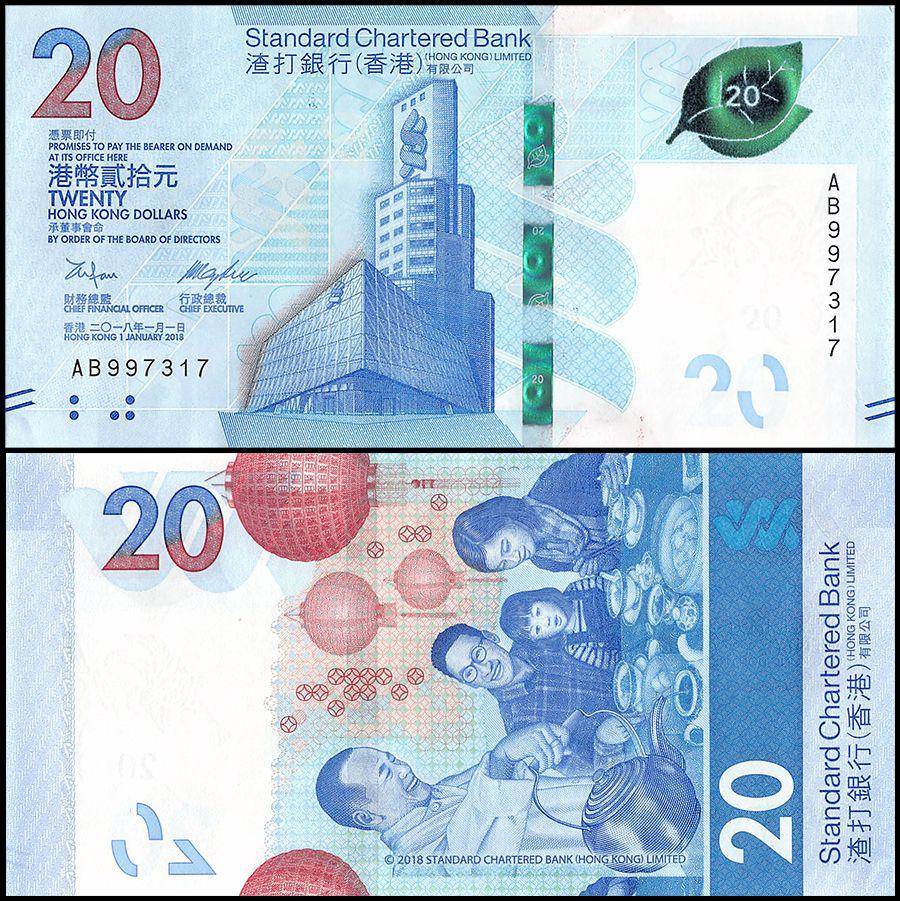 20
Standard Chartered Bank
(HONG KONG) LIMITED
渣打銀行(香港)有限公司
20
憑票即付
PROMISES TO PAY THE BEARER ON DEMAND
AT ITS OFFICE HERE
港幣貳拾元
TWENTY
HONG KONG DOLLARS
承董事會命
BY ORDER OF THE BOARD OF DIRECTORS
財務總監 行政總裁
CHIEF FINANCIAL OFFICER CHIEF EXECUTIVE
香港 二〇一八年一月一日
HONG KONG 1 JANUARY 2018
AB997317
AB997317
20
20
20
20
20
20
Standard Chartered Bank
(HONG KONG) LIMITED
渣打銀行(香港)有限公司
20
© 2018 STANDARD CHARTERED BANK (HONG KONG) LIMITED